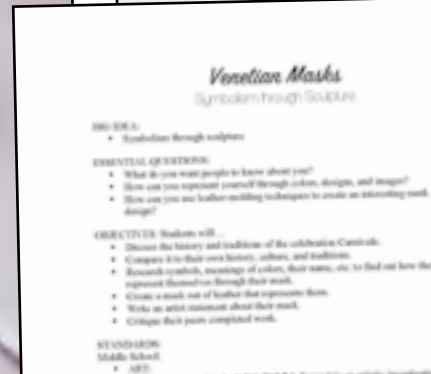 Venetian Masks
Symbolism through Sculpture
BIG IDEA:
• Symbolism through sculpture
ESSENTIAL QUESTIONS:
• What do you want people to know about you?
• How can you represent yourself through colors, designs, and images?
• How can you use leather-molding techniques to create an interesting mask
design?
OBJECTIVES: Students will…
• Discuss the history and traditions of the celebration Carnivale.
• Compare it to their own history, culture, and traditions.
• Research symbols, meanings of colors, their name, etc. to find out how they
represent themselves through their mask.
• Create a mask out of leather that represents them.
• Write an artist statement about their mask.
• Critique their peers completed work.
STANDARDS:
Middle School:
• ART: